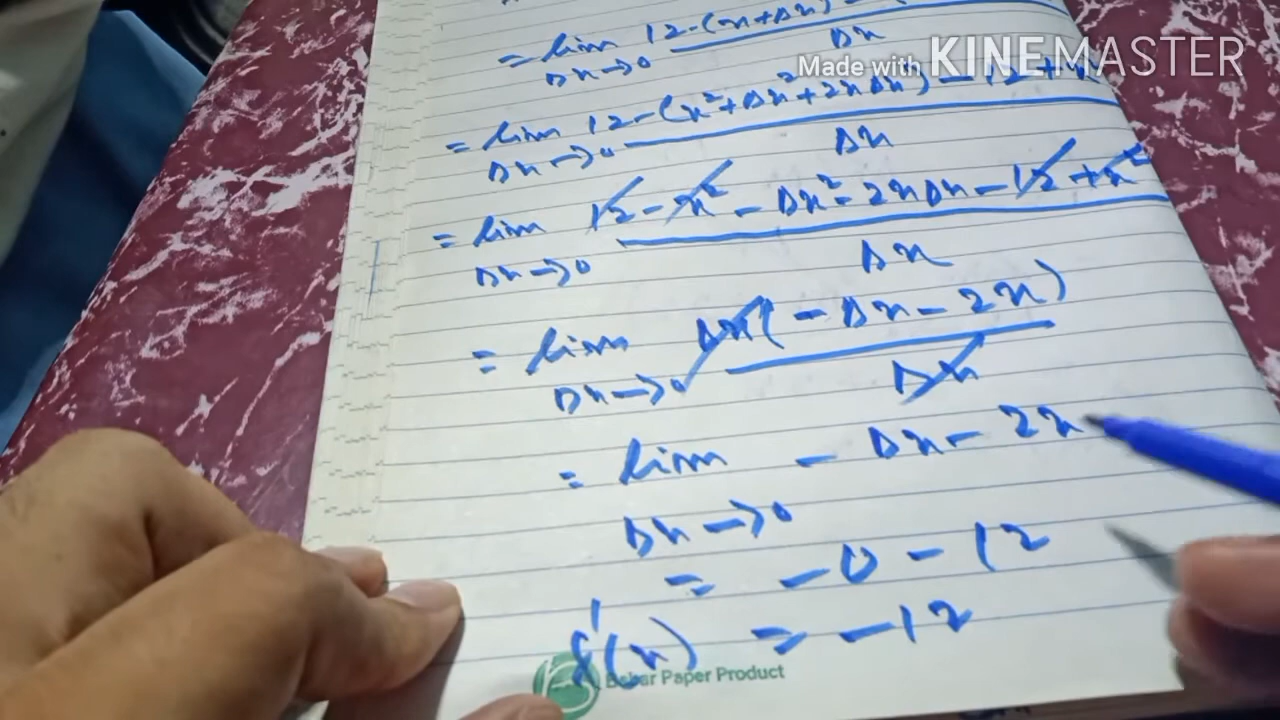 = lim 12-(x+Δx)
Δx→0 Δx
Made with KINEMASTER
= lim 12-(x²+Δx²+2xΔx) - 12 + x
Δx→0 Δx
= lim 12 - x² - Δx² - 2xΔx - 12 + x²
Δx→0 Δx
= lim Δx(-Δx - 2x)
Δx→0 Δx
= lim - Δx - 2x
Δx→0
= -0 - 12
f'(x) = -12
Paper Product